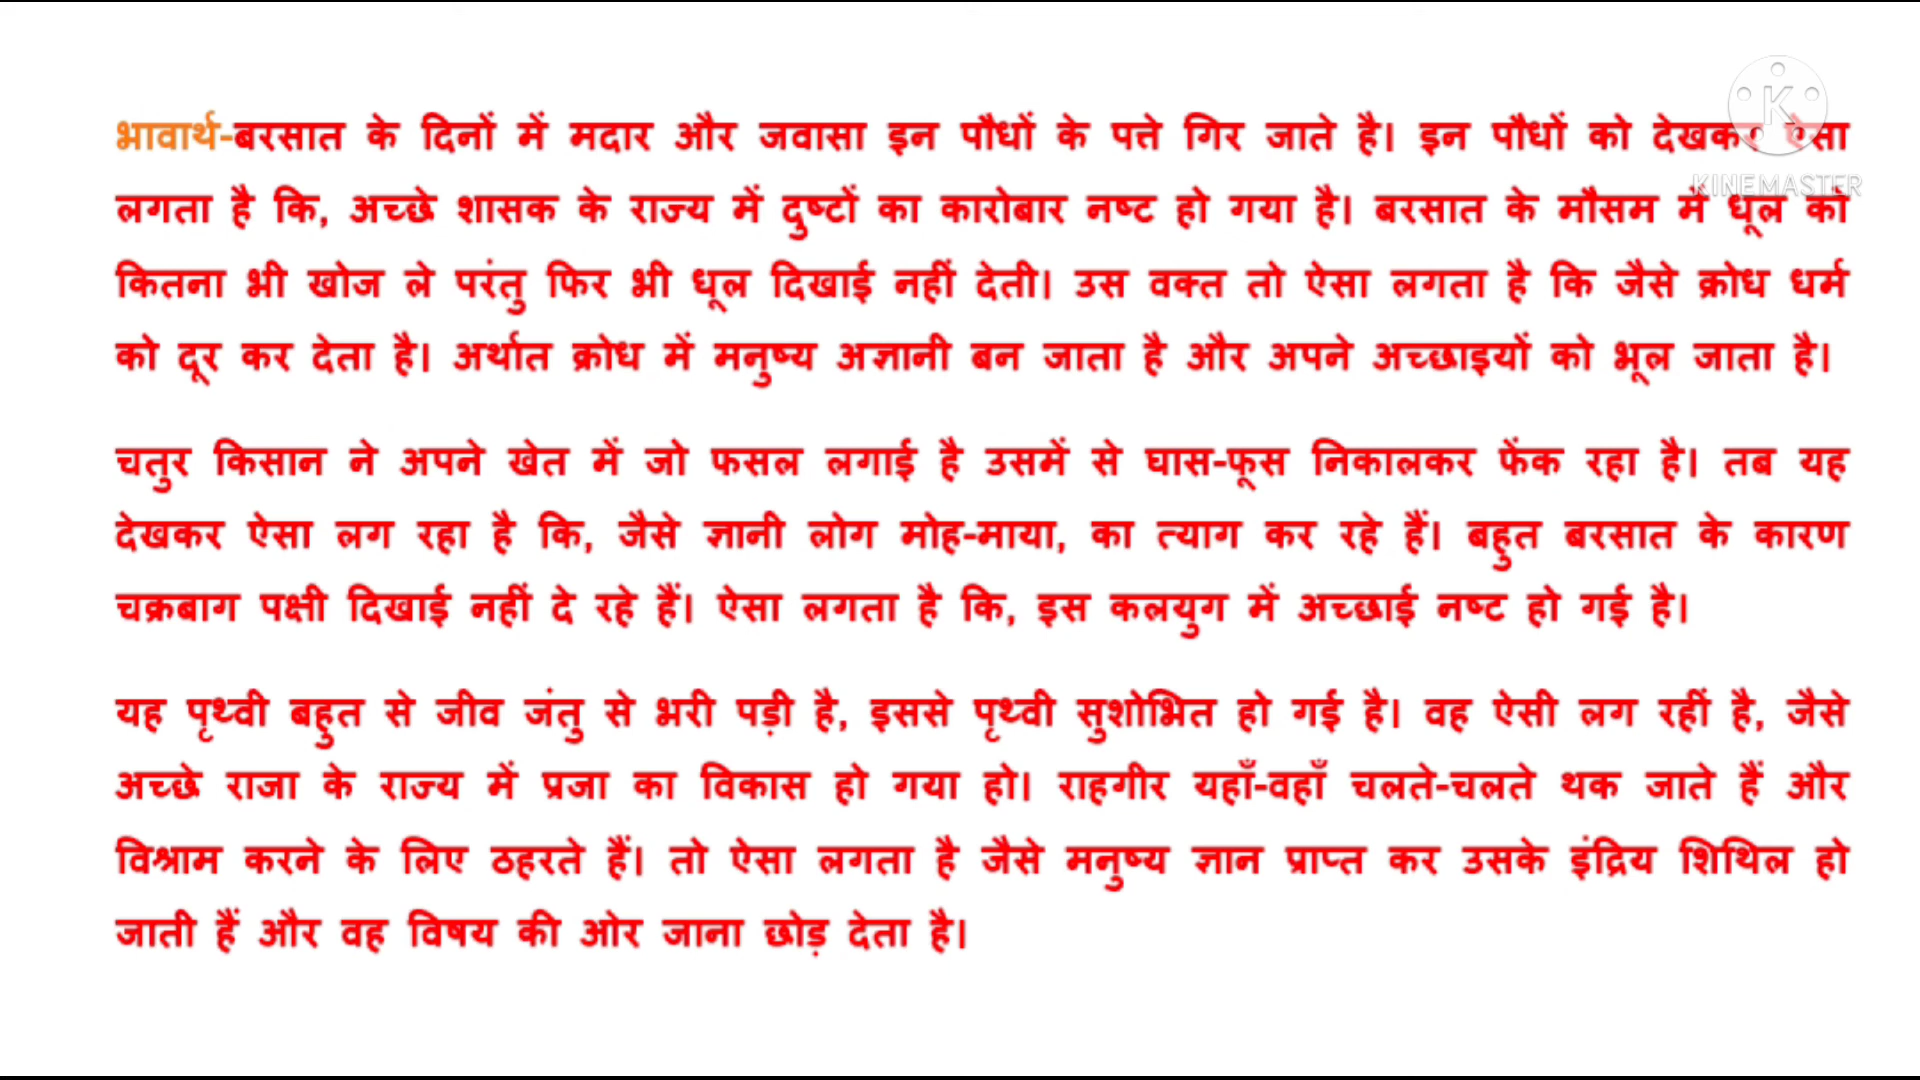 भावार्थ-बरसात के दिनों में मदार और जवासा इन पौधों के पत्ते गिर जाते है। इन पौधों को देखकर ऐसा
लगता है कि, अच्छे शासक के राज्य में दुष्टों का कारोबार नष्ट हो गया है। बरसात के मौसम में धूल को
कितना भी खोज ले परंतु फिर भी धूल दिखाई नहीं देती। उस वक्त तो ऐसा लगता है कि जैसे क्रोध धर्म
को दूर कर देता है। अर्थात क्रोध में मनुष्य अज्ञानी बन जाता है और अपने अच्छाइयों को भूल जाता है।
चतुर किसान ने अपने खेत में जो फसल लगाई है उसमें से घास-फूस निकालकर फेंक रहा है। तब यह
देखकर ऐसा लग रहा है कि, जैसे ज्ञानी लोग मोह-माया, का त्याग कर रहे हैं। बहुत बरसात के कारण
चक्रबाग पक्षी दिखाई नहीं दे रहे हैं। ऐसा लगता है कि, इस कलयुग में अच्छाई नष्ट हो गई है।
यह पृथ्वी बहुत से जीव जंतु से भरी पड़ी है, इससे पृथ्वी सुशोभित हो गई है। वह ऐसी लग रहीं है, जैसे
अच्छे राजा के राज्य में प्रजा का विकास हो गया हो। राहगीर यहाँ-वहाँ चलते-चलते थक जाते हैं और
विश्राम करने के लिए ठहरते हैं। तो ऐसा लगता है जैसे मनुष्य ज्ञान प्राप्त कर उसके इंद्रिय शिथिल हो
जाती हैं और वह विषय की ओर जाना छोड़ देता है।
K
KINEMASTER